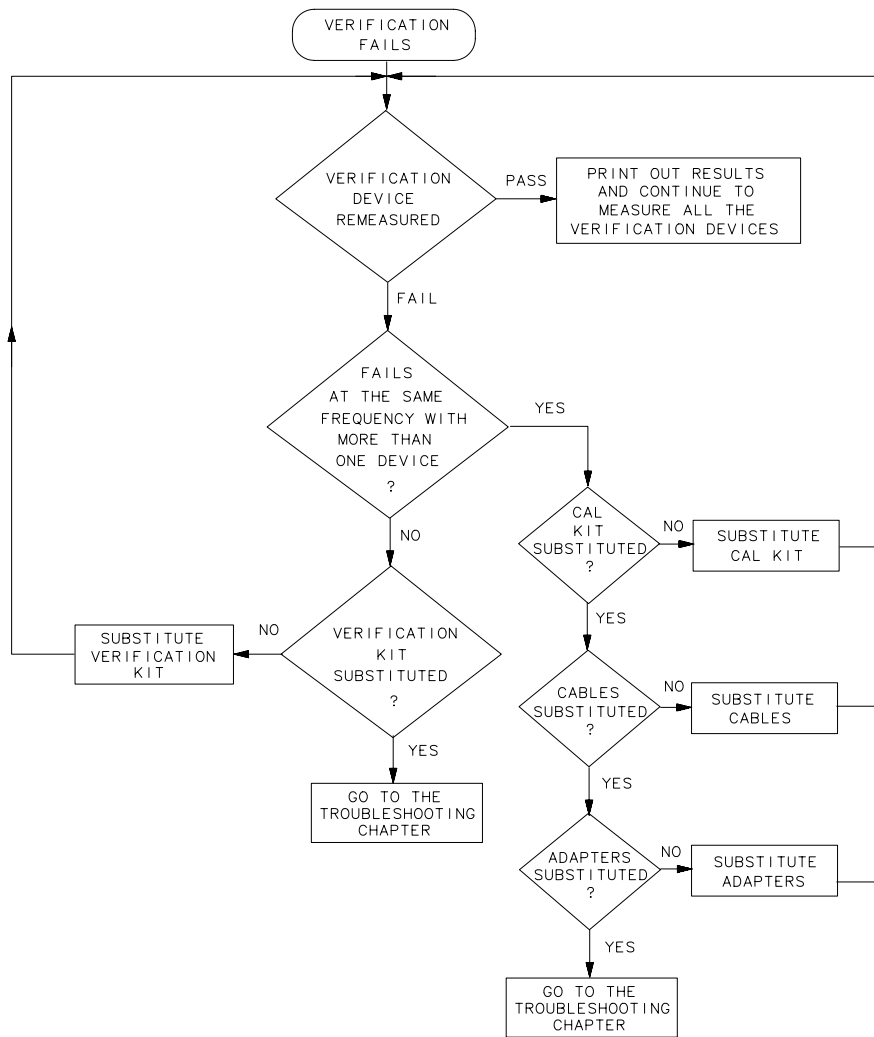 VERIFICATION
FAILS
VERIFICATION
DEVICE
REMEASURED
PASS
PRINT OUT RESULTS
AND CONTINUE TO
MEASURE ALL THE
VERIFICATION DEVICES
FAIL
FAILS
AT THE SAME
FREQUENCY WITH
MORE THAN
ONE DEVICE
?
YES
CAL
KIT
SUBSTITUTED
?
NO
SUBSTITUTE
CAL KIT
NO
VERIFICATION
KIT
SUBSTITUTED
?
NO
SUBSTITUTE
VERIFICATION
KIT
YES
GO TO THE
TROUBLESHOOTING
CHAPTER
YES
CABLES
SUBSTITUTED
?
NO
SUBSTITUTE
CABLES
YES
ADAPTERS
SUBSTITUTED
?
NO
SUBSTITUTE
ADAPTERS
YES
GO TO THE
TROUBLESHOOTING
CHAPTER